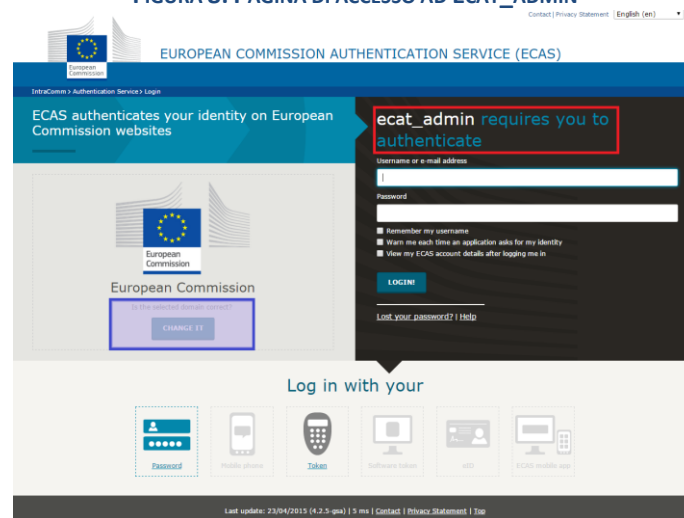 FIGURA 3. PAGINA DI ACCESSO AD ECAT_ADMIN
Contact | Privacy Statement English (en)
European
Commission
EUROPEAN COMMISSION AUTHENTICATION SERVICE (ECAS)
IntraComm > Authentication Service > Login
ECAS authenticates your identity on European
Commission websites
European
Commission
European Commission
Is the selected domain correct?
CHANGE IT
ecat_admin requires you to
authenticate
Username or e-mail address
Password
Remember my username
Warn me each time an application asks for my identity
View my ECAS account details after logging me in
LOGIN!
Lost your password? | Help
Log in with your
Password
Mobile phone
Token
Software token
eID
ECAS mobile app
Last update: 23/04/2015 (4.2.5-gsa) | 5 ms | Contact | Privacy Statement | Top